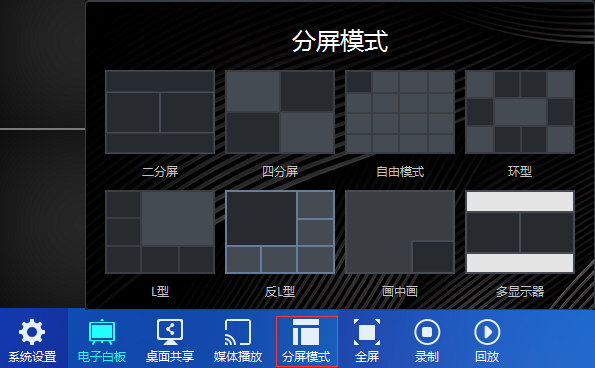 分屏模式
二分屏 四分屏 自由模式 环型
L型 反L型 画中画 多显示器
系统设置 电子白板 桌面共享 媒体播放 分屏模式 全屏 录制 回放